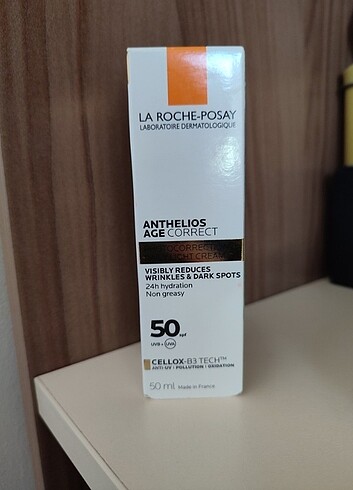 LA ROCHE-POSAY
LABORATOIRE DERMATOLOGIQUE
ANTHELIOS
AGE CORRECT
VISIBLY REDUCES
WRINKLES & DARK SPOTS
24h hydration
Non greasy
50 spf
UVB + UVA
CELLOX-B3 TECH™
ANTI-UV | POLLUTION | OXIDATION
50 ml Made in France